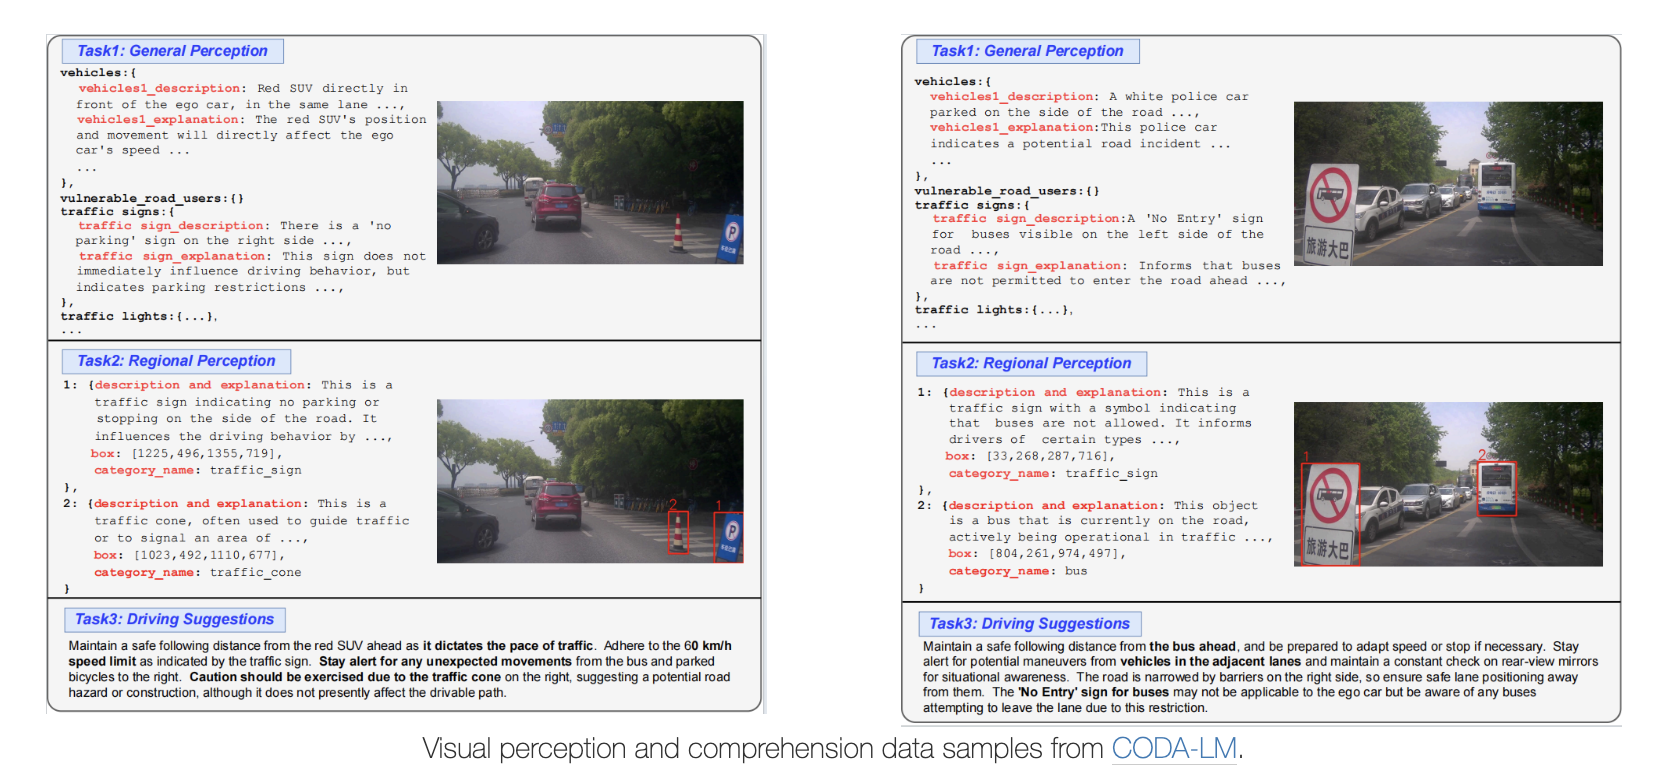 Task1: General Perception
vehicles:{
vehicles1_description: Red SUV directly in
front of the ego car, in the same lane ...,
vehicles1_explanation: The red SUV's position
and movement will directly affect the ego
car's speed ...
...
},
vulnerable_road_users:{}
traffic signs:{
traffic sign_description: There is a 'no
parking' sign on the right side ...,
traffic sign_explanation: This sign does not
immediately influence driving behavior, but
indicates parking restrictions ...,
},
traffic lights:{...},
...
P
Task2: Regional Perception
1: {description and explanation: This is a
traffic sign indicating no parking or
stopping on the side of the road. It
influences the driving behavior by ...,
box: [1225,496,1355,719],
category_name: traffic_sign
},
2: {description and explanation: This is a
traffic cone, often used to guide traffic
or to signal an area of ...,
box: [1023,492,1110,677],
category_name: traffic_cone
}
2
1
P
Task3: Driving Suggestions
Maintain a safe following distance from the red SUV ahead as it dictates the pace of traffic. Adhere to the 60 km/h
speed limit as indicated by the traffic sign. Stay alert for any unexpected movements from the bus and parked
bicycles to the right. Caution should be exercised due to the traffic cone on the right, suggesting a potential road
hazard or construction, although it does not presently affect the drivable path.
Task1: General Perception
vehicles:{
vehicles1_description: A white police car
parked on the side of the road ...,
vehicles1_explanation:This police car
indicates a potential road incident ...
...
},
vulnerable_road_users:{}
traffic signs:{
traffic sign_description:A 'No Entry' sign
for buses visible on the left side of the
road ...,
traffic sign_explanation: Informs that buses
are not permitted to enter the road ahead ...,
},
traffic lights:{...},
...
旅游大巴
Task2: Regional Perception
1: {description and explanation: This is a
traffic sign with a symbol indicating
that buses are not allowed. It informs
drivers of certain types ...,
box: [33,268,287,716],
category_name: traffic_sign
},
2: {description and explanation: This object
is a bus that is currently on the road,
actively being operational in traffic ...,
box: [804,261,974,497],
category_name: bus
}
1
2
旅游大巴
Task3: Driving Suggestions
Maintain a safe following distance from the bus ahead, and be prepared to adapt speed or stop if necessary. Stay
alert for potential maneuvers from vehicles in the adjacent lanes and maintain a constant check on rear-view mirrors
for situational awareness. The road is narrowed by barriers on the right side, so ensure safe lane positioning away
from them. The 'No Entry' sign for buses may not be applicable to the ego car but be aware of any buses
attempting to leave the lane due to this restriction.
Visual perception and comprehension data samples from CODA-LM.